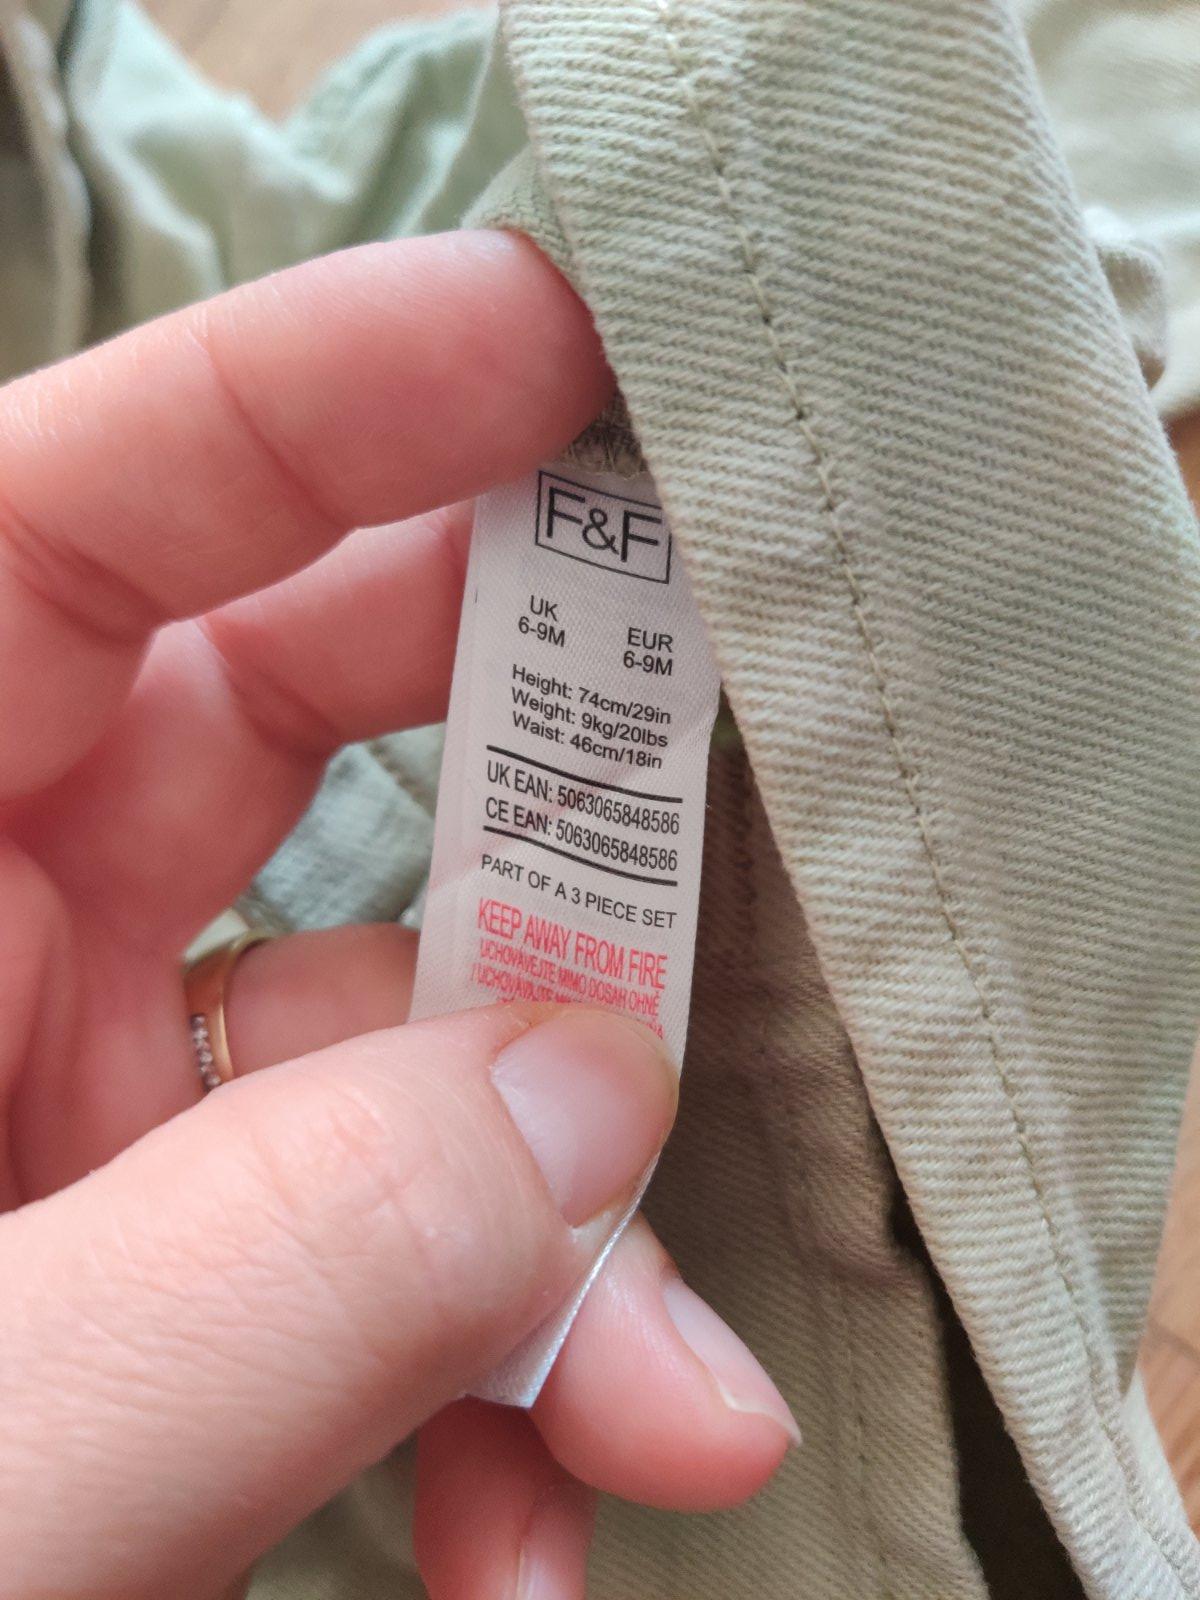 F&F
UK
6-9M
EUR
6-9M
Height: 74cm/29in
Weight: 9kg/20lbs
Waist: 46cm/18in
UK EAN: 5063065848586
CE EAN: 5063065848586
PART OF A 3 PIECE SET
KEEP AWAY FROM FIRE
UCHOVÁVEJTE MIMO DOSAH OHNĚ
/ UCHOVÁVAJTE